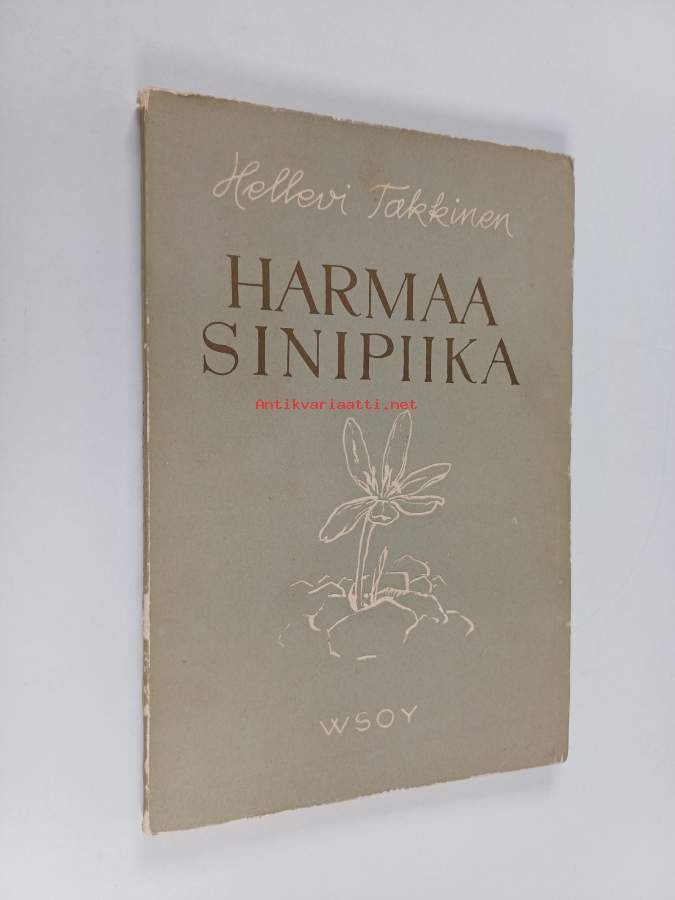 Hellevi Takkinen
HARMAA
SINIPIIKA
Antikvariaatti.net
WSOY